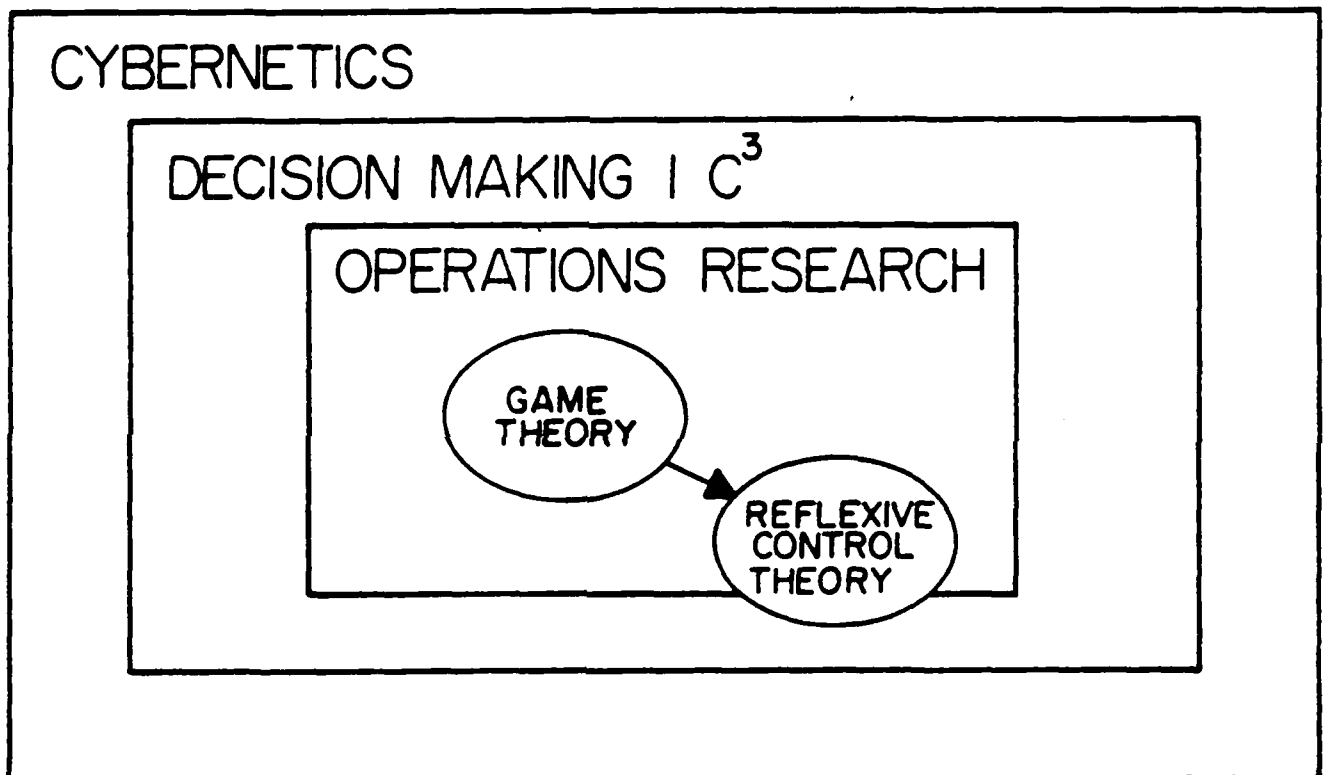 CYBERNETICS
DECISION MAKING I C³
OPERATIONS RESEARCH
GAME
THEORY
REFLEXIVE
CONTROL
THEORY